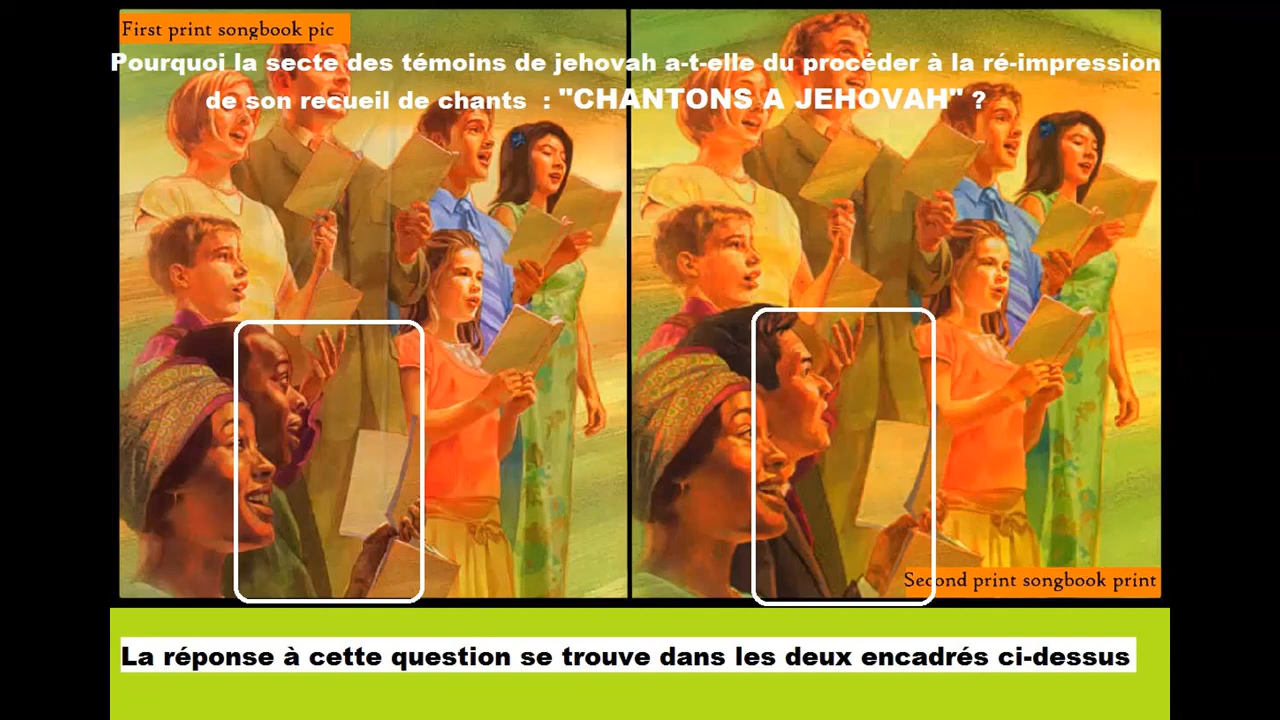 First print songbook pic
Pourquoi la secte des témoins de jehovah a-t-elle du procéder à la ré-impression
de son recueil de chants : "CHANTONS A JEHOVAH" ?
Second print songbook print
La réponse à cette question se trouve dans les deux encadrés ci-dessus